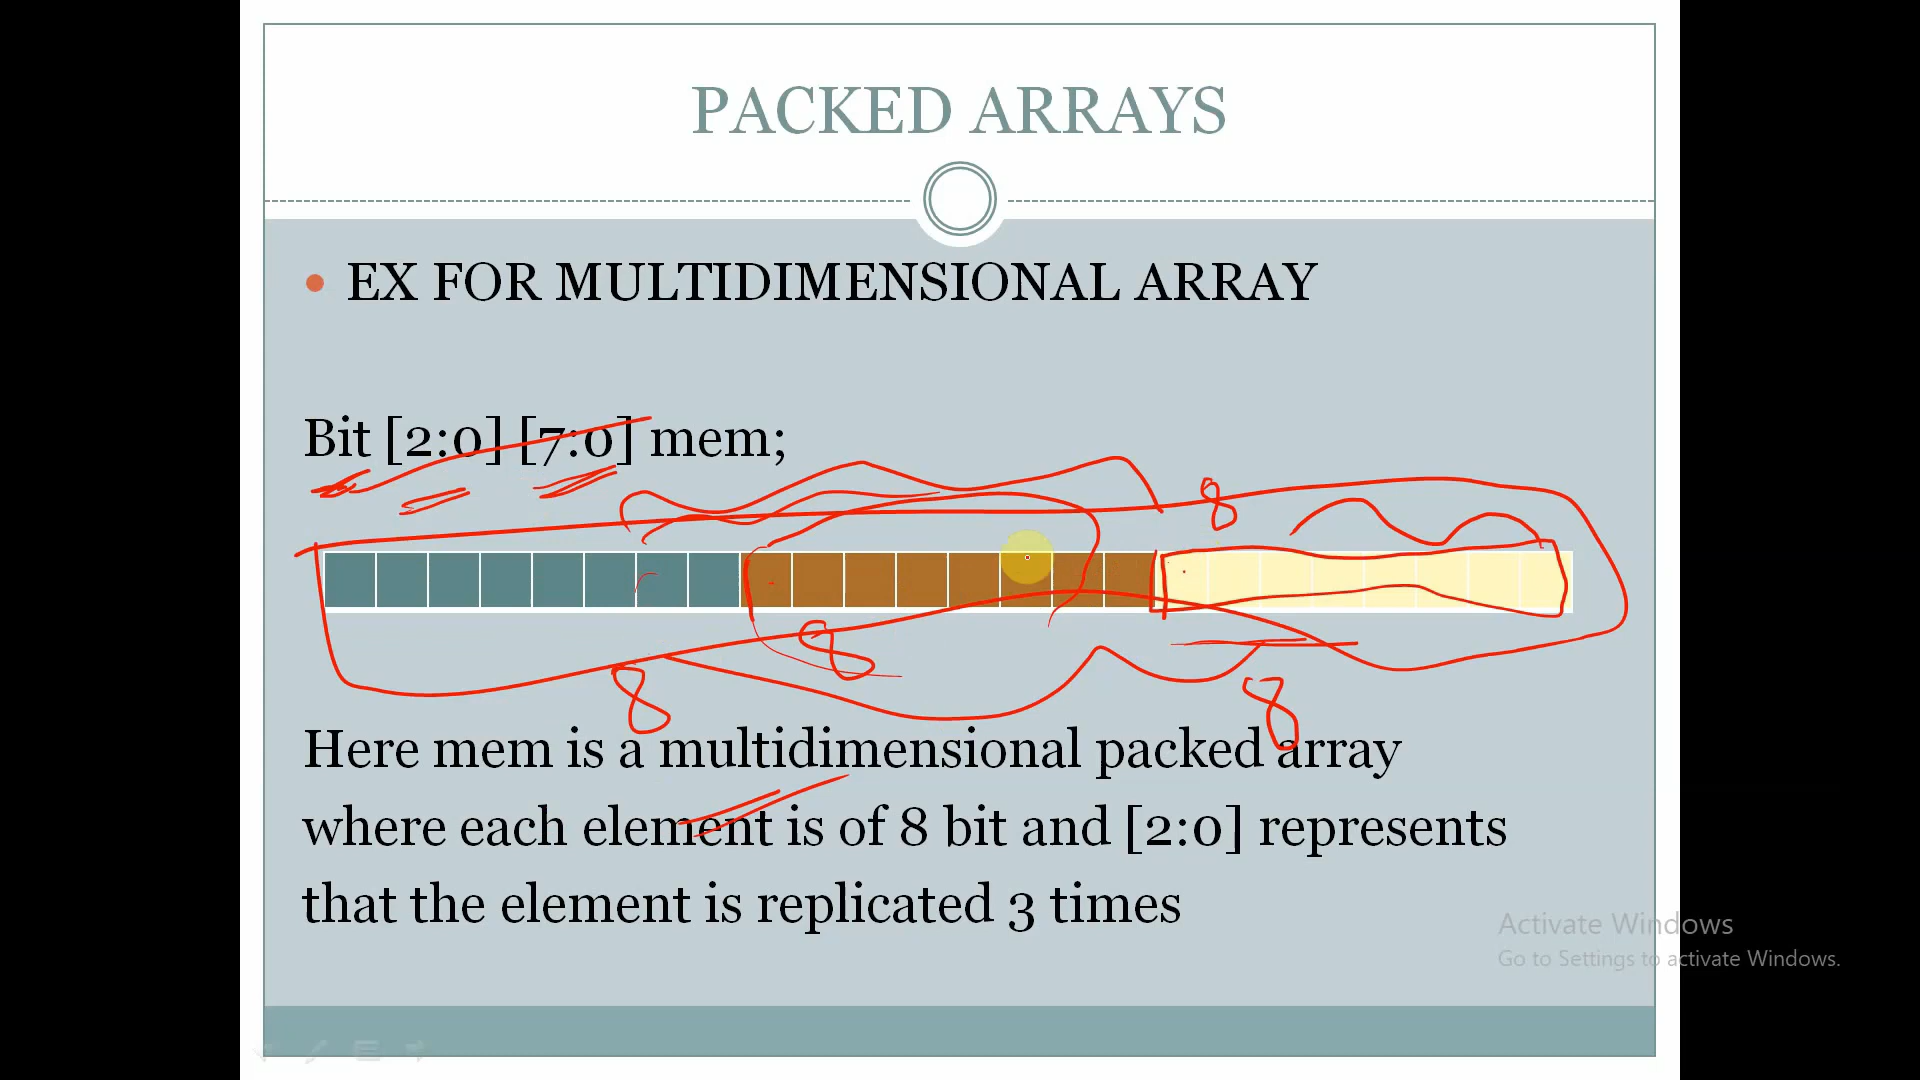 PACKED ARRAYS
EX FOR MULTIDIMENSIONAL ARRAY
Bit [2:0] [7:0] mem;
8
8
8
8
Here mem is a multidimensional packed array
where each element is of 8 bit and [2:0] represents
that the element is replicated 3 times
Activate Windows
Go to Settings to activate Windows.